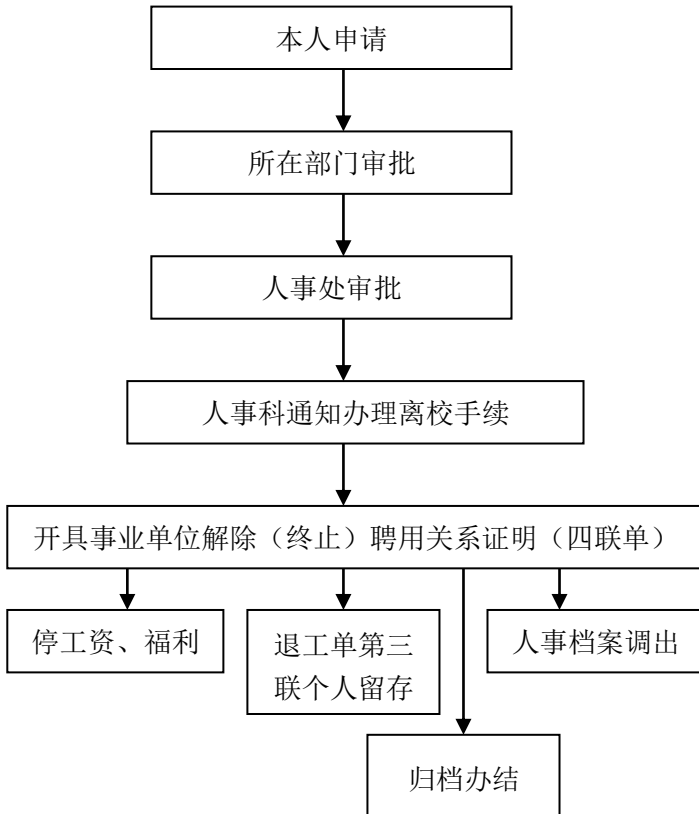 本人申请
所在部门审批
人事处审批
人事科通知办理离校手续
开具事业单位解除（终止）聘用关系证明（四联单）
停工资、福利
退工单第三
联个人留存
人事档案调出
归档办结